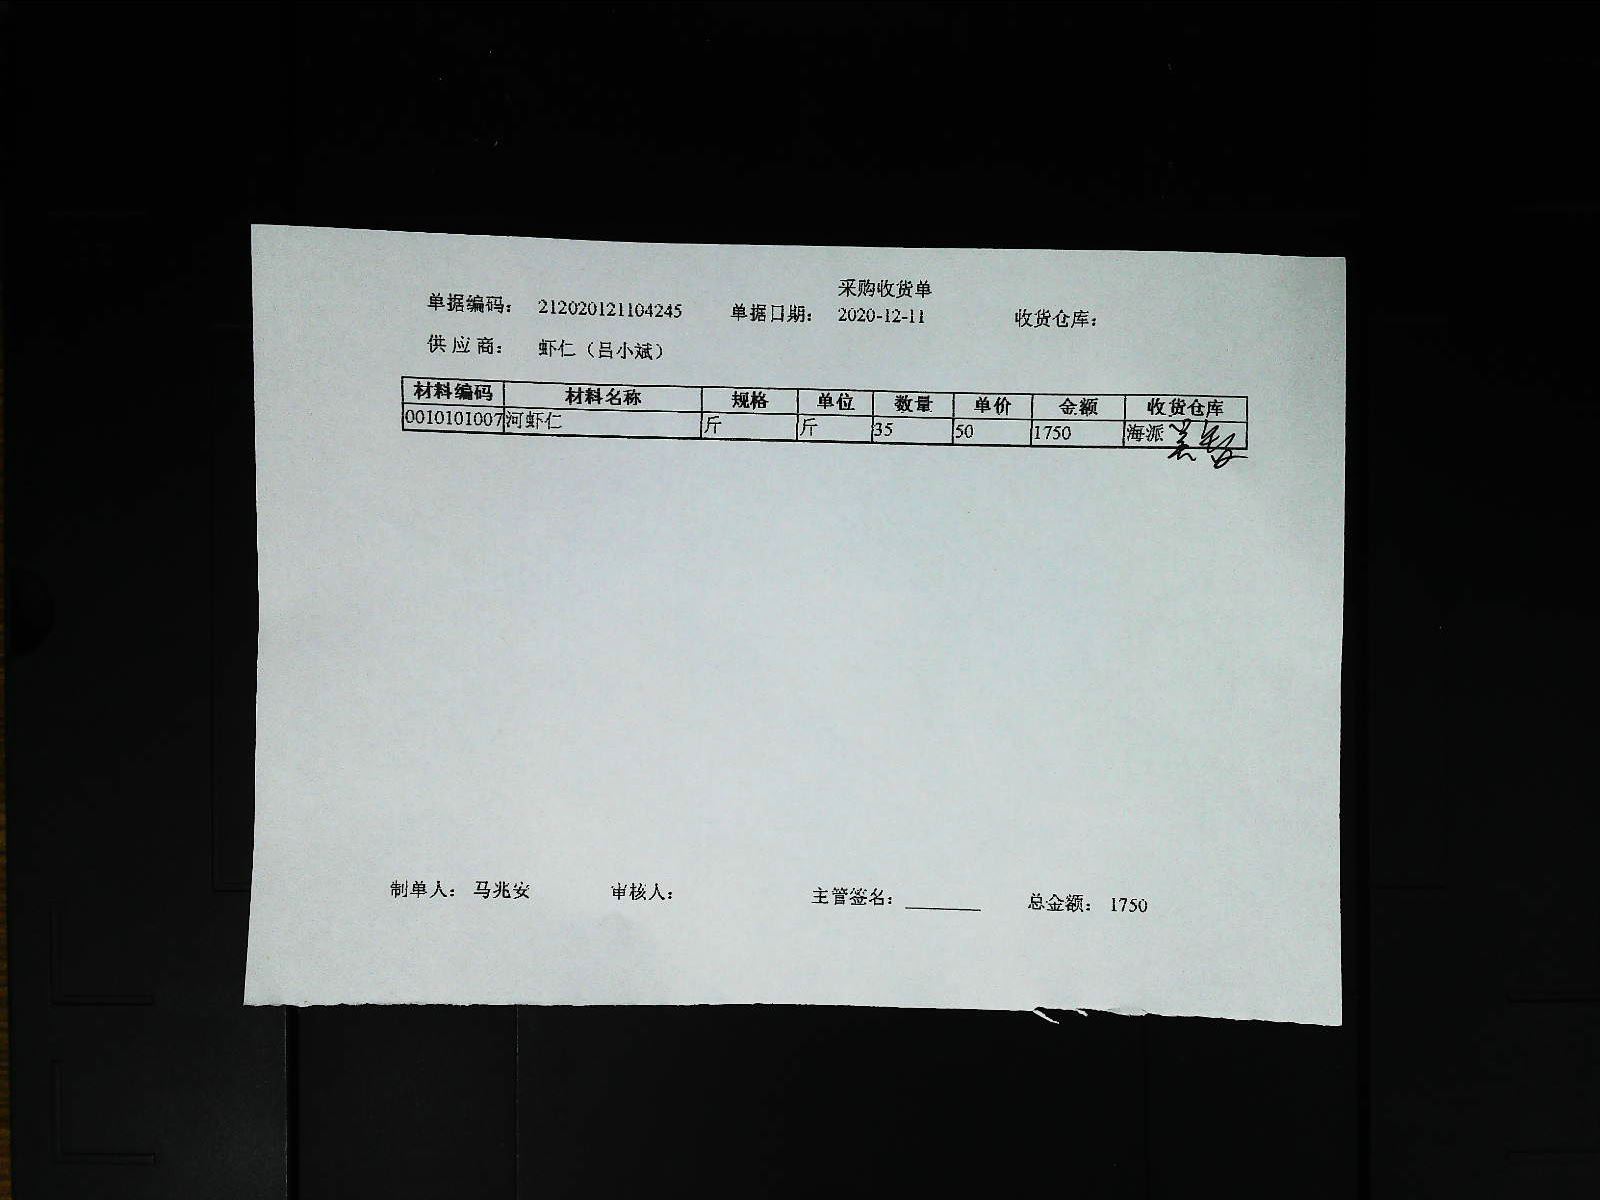 采购收货单
单据编码： 212020121104245 单据日期： 2020-12-11 收货仓库：
供应商： 虾仁（吕小斌）
材料编码 材料名称 规格 单位 数量 单价 金额 收货仓库
0010101007 河虾仁 斤 斤 35 50 1750 海派
制单人： 马兆安 审核人： 主管签名： 总金额： 1750